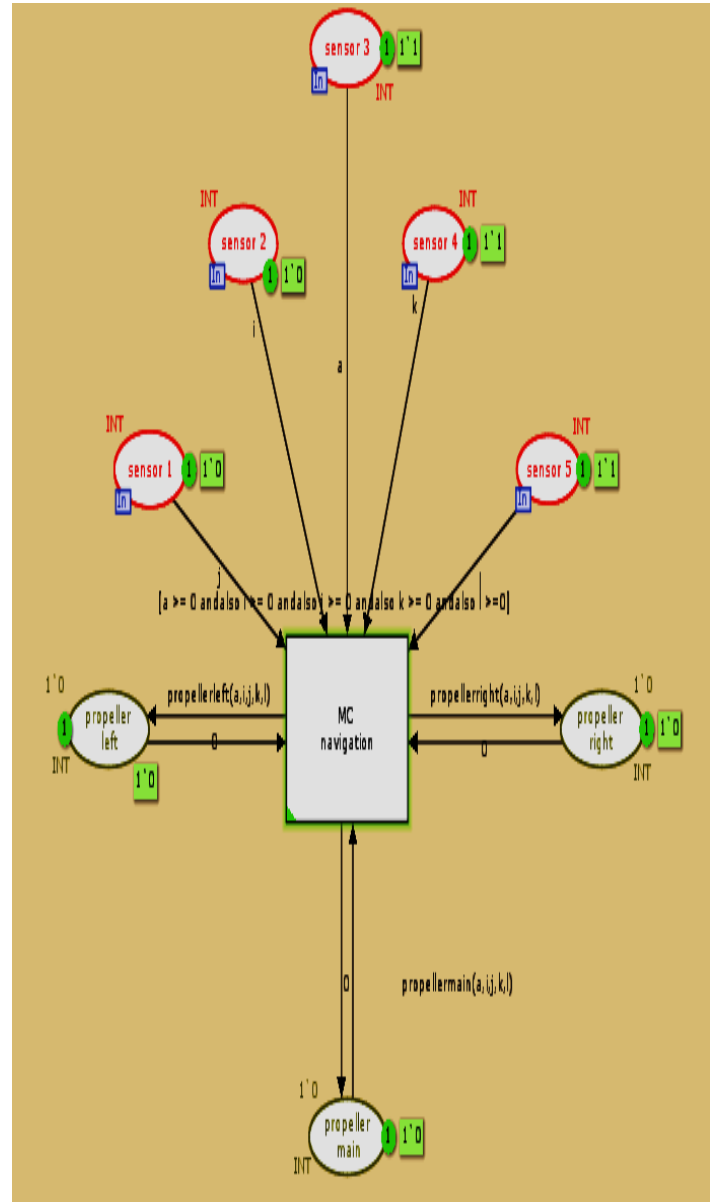 sensor 3
1 1`1
In
INT
INT
INT
sensor 2
sensor 4
1 1`1
In
1 1`0
In
k
i
a
INT
INT
sensor 1
1 1`0
sensor 5
1 1`1
In
In
j
l
[a >= 0 andalso i >= 0 andalso j >= 0 andalso k >= 0 andalso l >=0]
1`0
propellerleft(a,i,j,k,l)
MC
navigation
propellerright(a,i,j,k,l)
1`0
1
propeller
left
0
0
propeller
right
1 1`0
INT
1`0
INT
0
propellermain(a,i,j,k,l)
1`0
propeller
main
1 1`0
INT